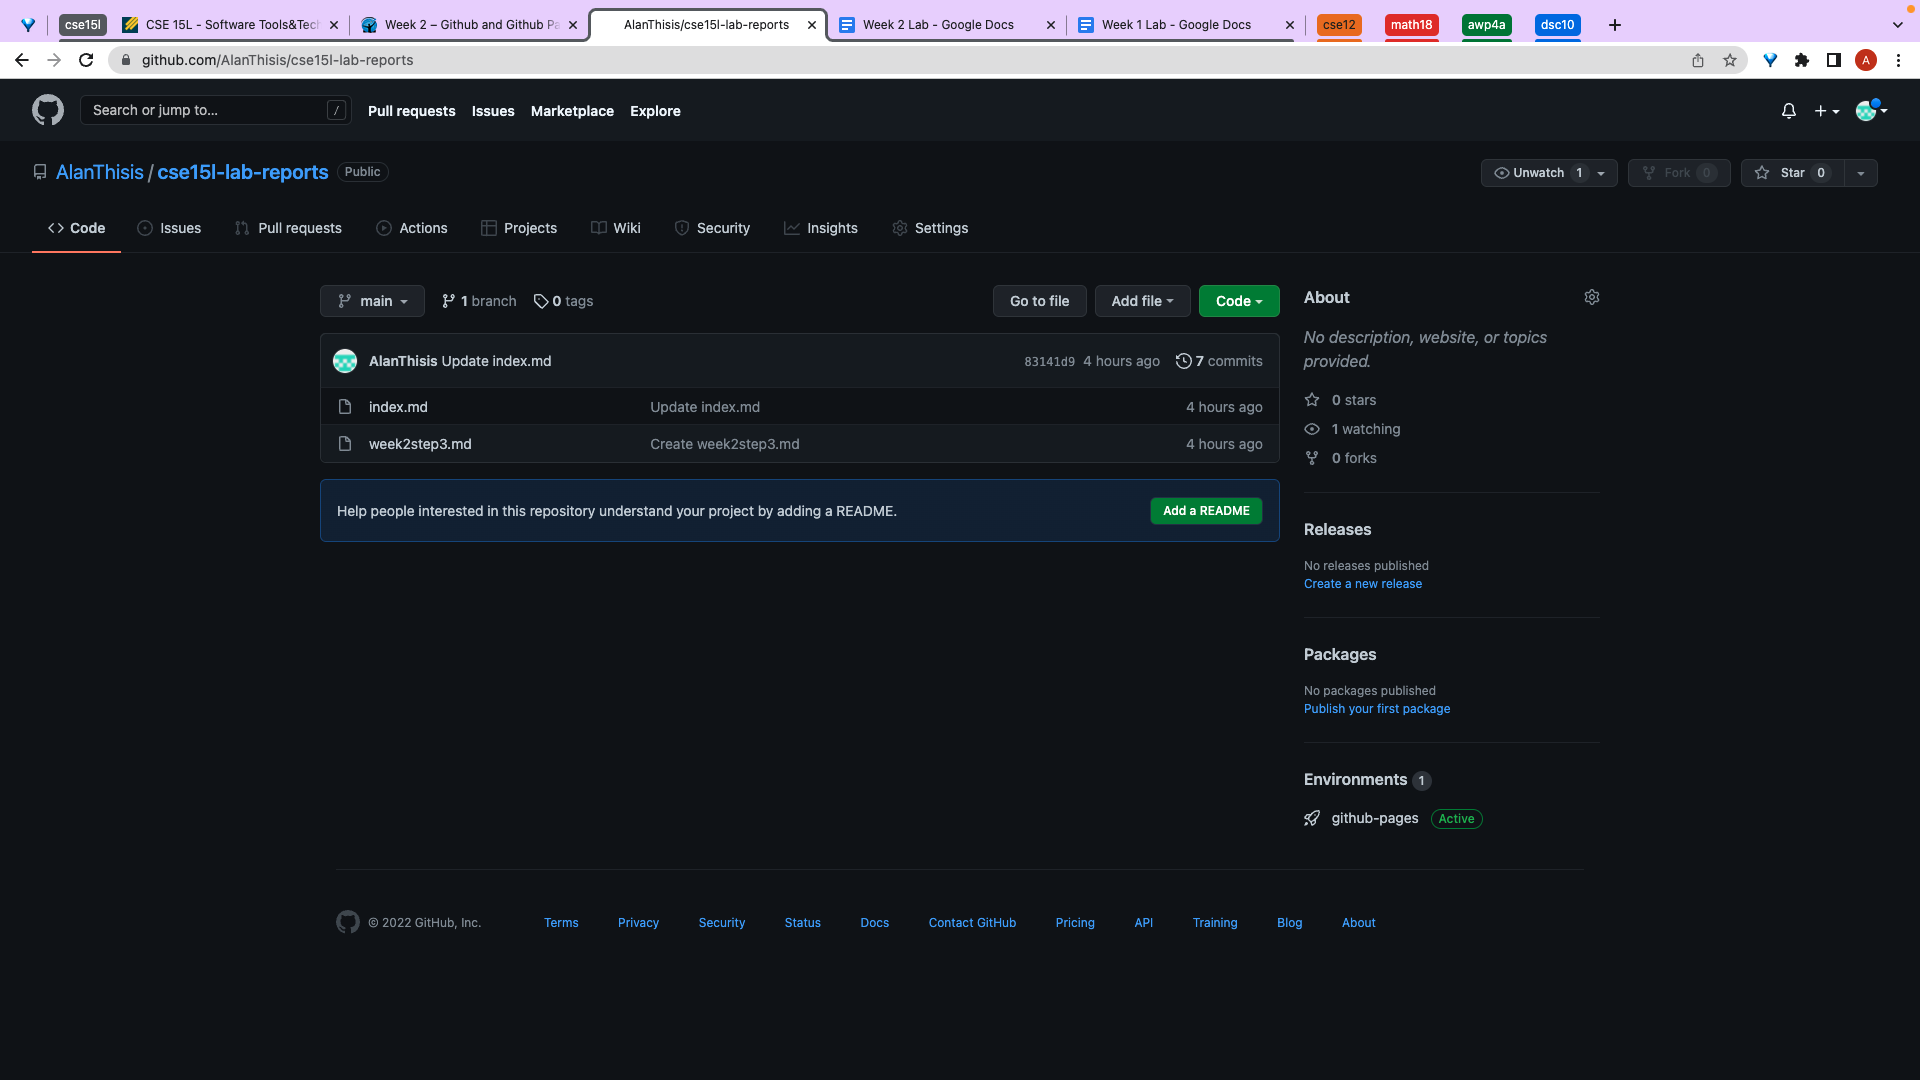 cse15l
CSE 15L - Software Tools&Tech
Week 2 – Github and Github Pa
AlanThisis/cse15l-lab-reports
Week 2 Lab - Google Docs
Week 1 Lab - Google Docs
cse12
math18
awp4a
dsc10
github.com/AlanThisis/cse15l-lab-reports
A
Search or jump to...
/
Pull requests
Issues
Marketplace
Explore
AlanThisis / cse15l-lab-reports
Public
Unwatch 1
Fork 0
Star 0
Code
Issues
Pull requests
Actions
Projects
Wiki
Security
Insights
Settings
main
1 branch
0 tags
Go to file
Add file
Code
AlanThisis Update index.md
83141d9 4 hours ago
7 commits
index.md
Update index.md
4 hours ago
week2step3.md
Create week2step3.md
4 hours ago
Help people interested in this repository understand your project by adding a README.
Add a README
About
No description, website, or topics
provided.
0 stars
1 watching
0 forks
Releases
No releases published
Create a new release
Packages
No packages published
Publish your first package
Environments 1
github-pages
Active
© 2022 GitHub, Inc.
Terms
Privacy
Security
Status
Docs
Contact GitHub
Pricing
API
Training
Blog
About